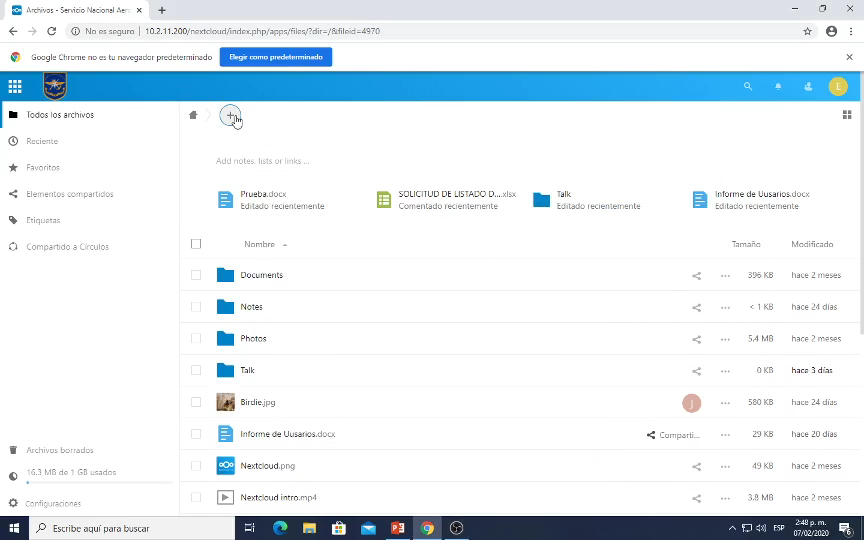 Archivos - Servicio Nacional Aero
No es seguro | 10.2.11.200/nextcloud/index.php/apps/files/?dir=/&fileid=4970
Google Chrome no es tu navegador predeterminado
Elegir como predeterminado
E
Todos los archivos
Reciente
Favoritos
Elementos compartidos
Etiquetas
Compartido a Círculos
Add notes, lists or links ...
Prueba.docx
Editado recientemente
SOLICITUD DE LISTADO D....xlsx
Comentado recientemente
Talk
Editado recientemente
Informe de Uusarios.docx
Editado recientemente
Nombre Tamaño Modificado
Documents 396 KB hace 2 meses
Notes < 1 KB hace 24 días
Photos 5.4 MB hace 2 meses
Talk 0 KB hace 3 días
Birdie.jpg J 580 KB hace 24 días
Informe de Uusarios.docx Comparti... 29 KB hace 20 días
Nextcloud.png 49 KB hace 2 meses
Nextcloud intro.mp4 3.8 MB hace 2 meses
Archivos borrados
16.3 MB de 1 GB usados
Configuraciones
Escribe aquí para buscar
ESP
2:48 p. m.
07/02/2020
6